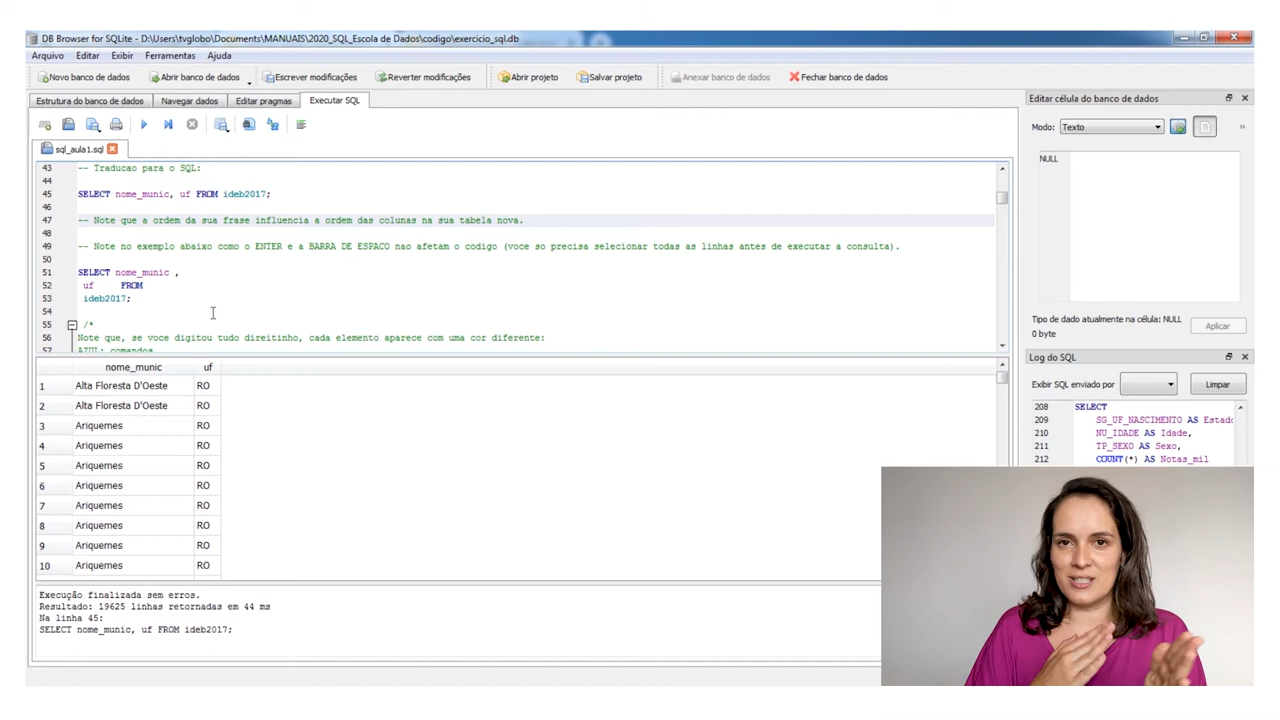 DB Browser for SQLite - D:\Users\tvglobo\Documents\MANUAIS\2020_SQL_Escola de Dados\codigo\exercicio_sql.db
Arquivo Editar Exibir Ferramentas Ajuda
Novo banco de dados Abrir banco de dados Escrever modificações Reverter modificações Abrir projeto Salvar projeto Anexar banco de dados Fechar banco de dados
Estrutura do banco de dados Navegar dados Editar pragmas Executar SQL
sql_aula1.sql
43 -- Traducao para o SQL:
44
45 SELECT nome_munic, uf FROM ideb2017;
46
47 -- Note que a ordem da sua frase influencia a ordem das colunas na sua tabela nova.
48
49 -- Note no exemplo abaixo como o ENTER e a BARRA DE ESPACO nao afetam o codigo (voce so precisa selecionar todas as linhas antes de executar a consulta).
50
51 SELECT nome_munic ,
52 uf FROM
53 ideb2017;
54
55 /*
56 Note que, se voce digitou tudo direitinho, cada elemento aparece com uma cor diferente:
57 AZUL: comandos
nome_munic uf
1 Alta Floresta D'Oeste RO
2 Alta Floresta D'Oeste RO
3 Ariquemes RO
4 Ariquemes RO
5 Ariquemes RO
6 Ariquemes RO
7 Ariquemes RO
8 Ariquemes RO
9 Ariquemes RO
10 Ariquemes RO
Execução finalizada sem erros.
Resultado: 19625 linhas retornadas em 44 ms
Na linha 45:
SELECT nome_munic, uf FROM ideb2017;
Editar célula do banco de dados
Modo: Texto
NULL
Tipo de dado atualmente na célula: NULL
0 byte
Aplicar
Log do SQL
Exibir SQL enviado por Limpar
208 SELECT
209 SG_UF_NASCIMENTO AS Estado
210 NU_IDADE AS Idade,
211 TP_SEXO AS Sexo,
212 COUNT(*) AS Notas_mil